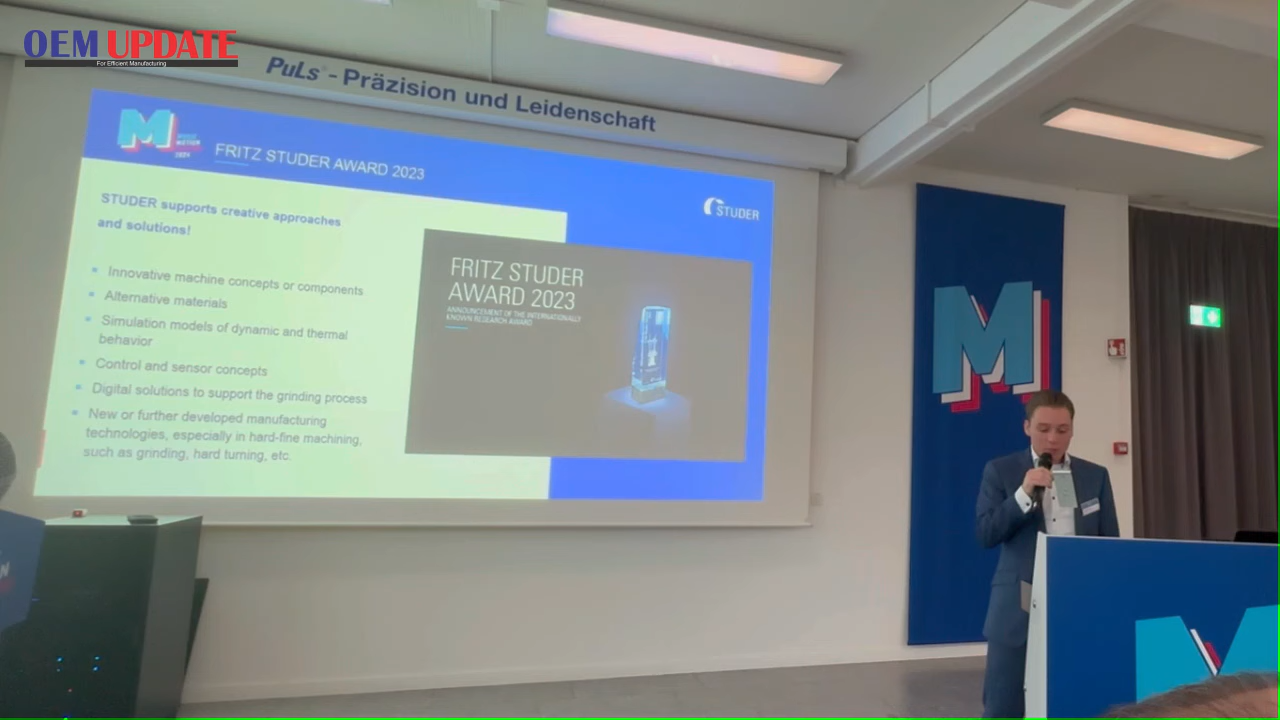 OEM UPDATE
For Efficient Manufacturing
PuLs® - Präzision und Leidenschaft
M
MOTION
2024
FRITZ STUDER AWARD 2023
STUDER
STUDER supports creative approaches
and solutions!
Innovative machine concepts or components
Alternative materials
Simulation models of dynamic and thermal
behavior
Control and sensor concepts
Digital solutions to support the grinding process
New or further developed manufacturing
technologies, especially in hard-fine machining,
such as grinding, hard turning, etc.
FRITZ STUDER
AWARD 2023
ANNOUNCEMENT OF THE INTERNATIONALLY
KNOWN RESEARCH AWARD
M
M